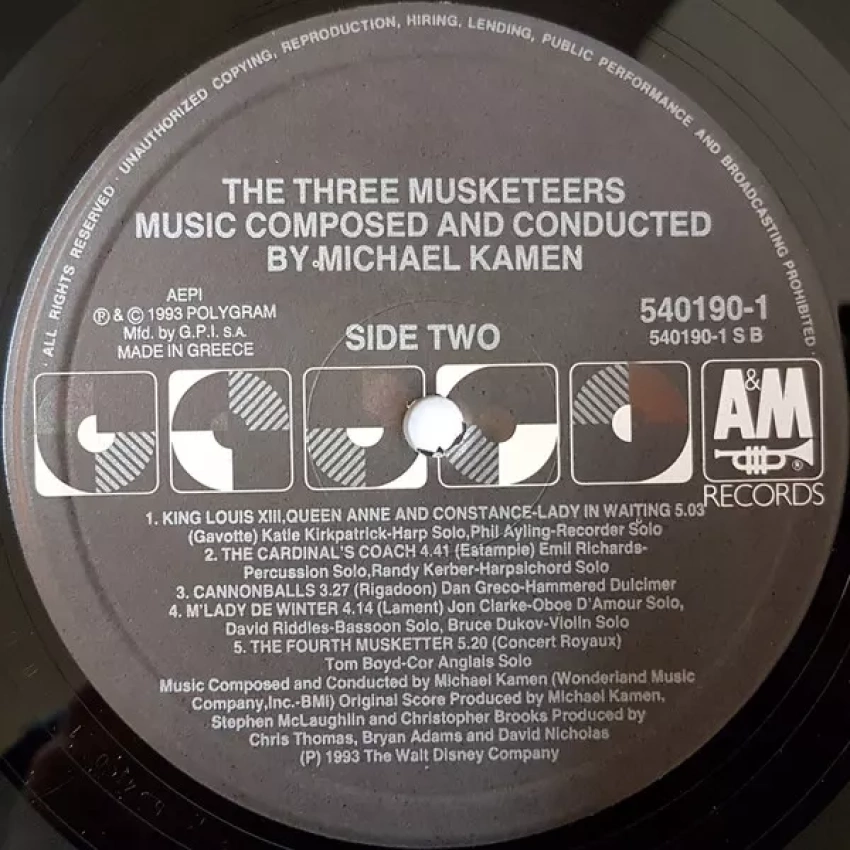 ALL RIGHTS RESERVED · UNAUTHORIZED COPYING, REPRODUCTION, HIRING, LENDING, PUBLIC PERFORMANCE AND BROADCASTING PROHIBITED ·
THE THREE MUSKETEERS
MUSIC COMPOSED AND CONDUCTED
BY MICHAEL KAMEN
AEPI
℗ & © 1993 POLYGRAM
Mfd. by G.P.I. S.A.
MADE IN GREECE
SIDE TWO
540190-1
540190-1 S B
A&M
®
RECORDS
1. KING LOUIS XIII,QUEEN ANNE AND CONSTANCE-LADY IN WAITING 5.03
(Gavotte) Katie Kirkpatrick-Harp Solo,Phil Ayling-Recorder Solo
2. THE CARDINAL'S COACH 4.41 (Estample) Emil Richards-
Percussion Solo,Randy Kerber-Harpsichord Solo
3. CANNONBALLS 3.27 (Rigadoon) Dan Greco-Hammered Dulcimer
4. M'LADY DE WINTER 4.14 (Lament) Jon Clarke-Oboe D'Amour Solo,
David Riddles-Bassoon Solo, Bruce Dukov-Violin Solo
5. THE FOURTH MUSKETTER 5.20 (Concert Royaux)
Tom Boyd-Cor Anglais Solo
Music Composed and Conducted by Michael Kamen (Wonderland Music
Company,Inc.-BMI) Original Score Produced by Michael Kamen,
Stephen McLaughlin and Christopher Brooks Produced by
Chris Thomas, Bryan Adams and David Nicholas
(P) 1993 The Walt Disney Company